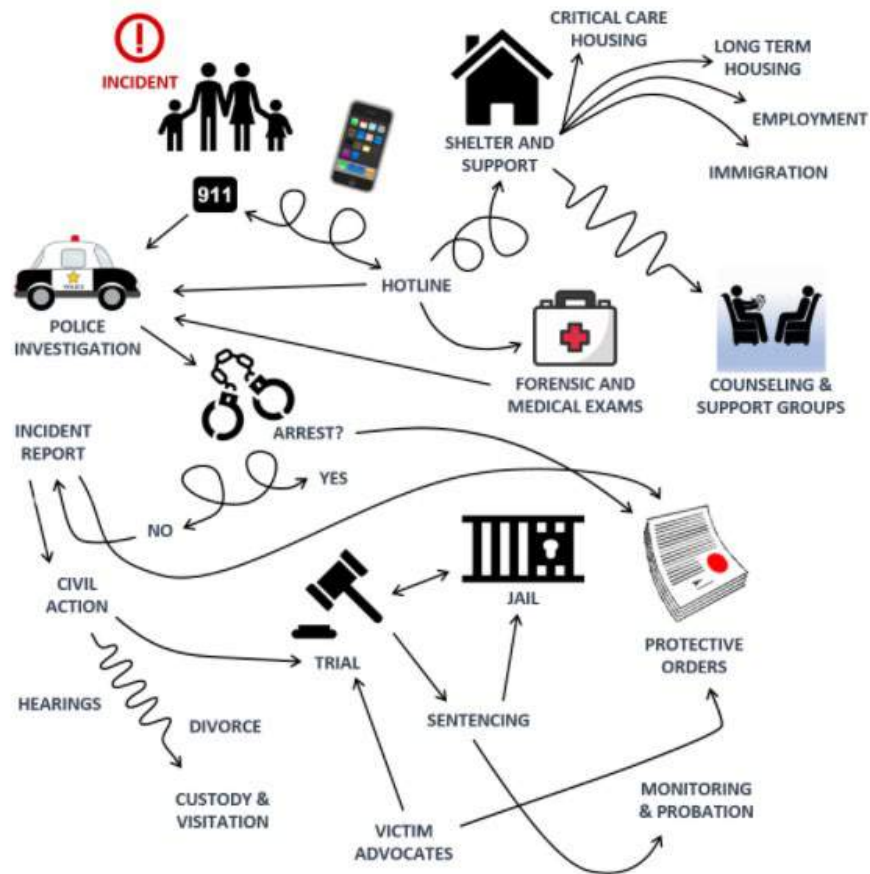 CRITICAL CARE
HOUSING
LONG TERM
HOUSING
EMPLOYMENT
IMMIGRATION
INCIDENT
SHELTER AND
SUPPORT
911
HOTLINE
POLICE
POLICE
INVESTIGATION
FORENSIC AND
MEDICAL EXAMS
COUNSELING &
SUPPORT GROUPS
INCIDENT
REPORT
ARREST?
YES
NO
CIVIL
ACTION
JAIL
TRIAL
PROTECTIVE
ORDERS
HEARINGS
DIVORCE
SENTENCING
CUSTODY &
VISITATION
VICTIM
ADVOCATES
MONITORING
& PROBATION